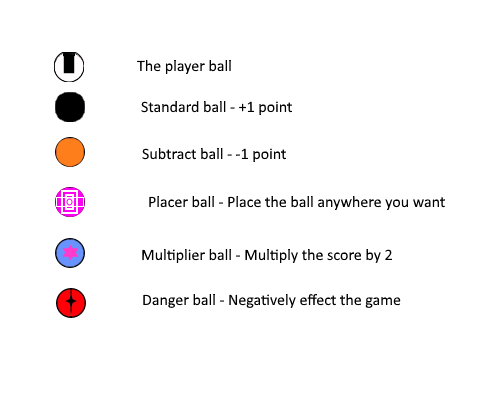 The player ball
Standard ball - +1 point
Subtract ball - -1 point
Placer ball - Place the ball anywhere you want
Multiplier ball - Multiply the score by 2
Danger ball - Negatively effect the game